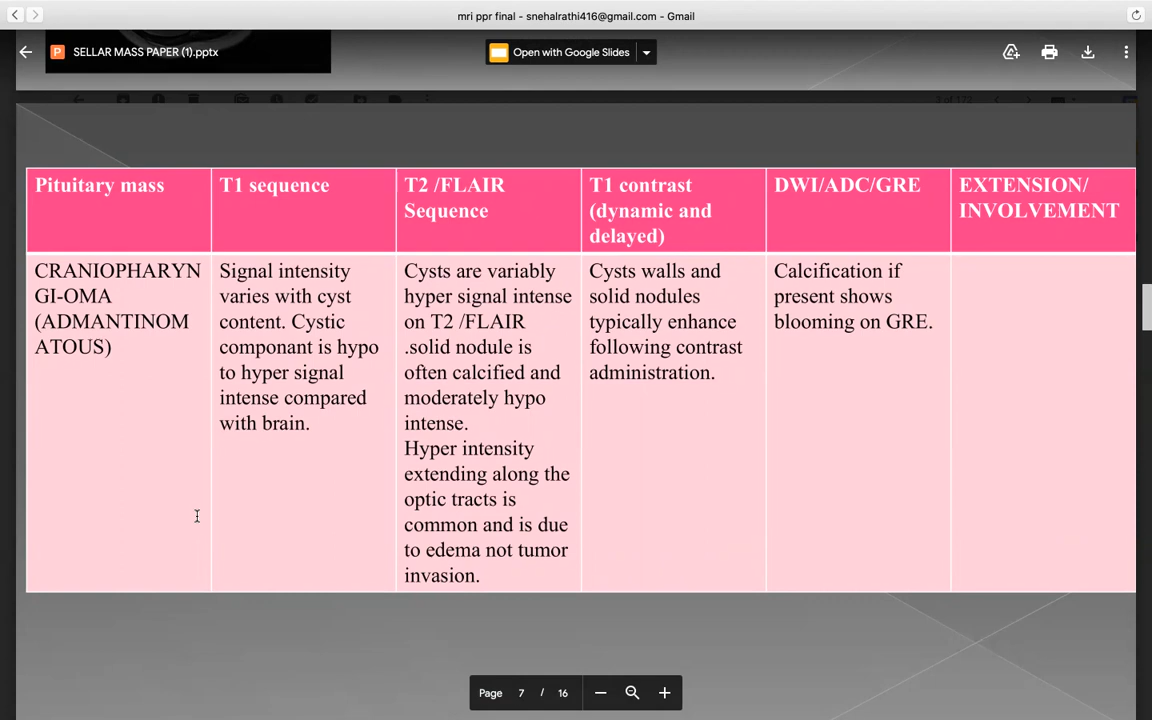 mri ppr final - snehalrathi416@gmail.com - Gmail
P
SELLAR MASS PAPER (1).pptx
Open with Google Slides
Pituitary mass
T1 sequence
T2 /FLAIR
Sequence
T1 contrast
(dynamic and
delayed)
DWI/ADC/GRE
EXTENSION/
INVOLVEMENT
CRANIOPHARYN
GI-OMA
(ADMANTINOM
ATOUS)
Signal intensity
varies with cyst
content. Cystic
componant is hypo
to hyper signal
intense compared
with brain.
Cysts are variably
hyper signal intense
on T2 /FLAIR
.solid nodule is
often calcified and
moderately hypo
intense.
Hyper intensity
extending along the
optic tracts is
common and is due
to edema not tumor
invasion.
Cysts walls and
solid nodules
typically enhance
following contrast
administration.
Calcification if
present shows
blooming on GRE.
Page 7 / 16